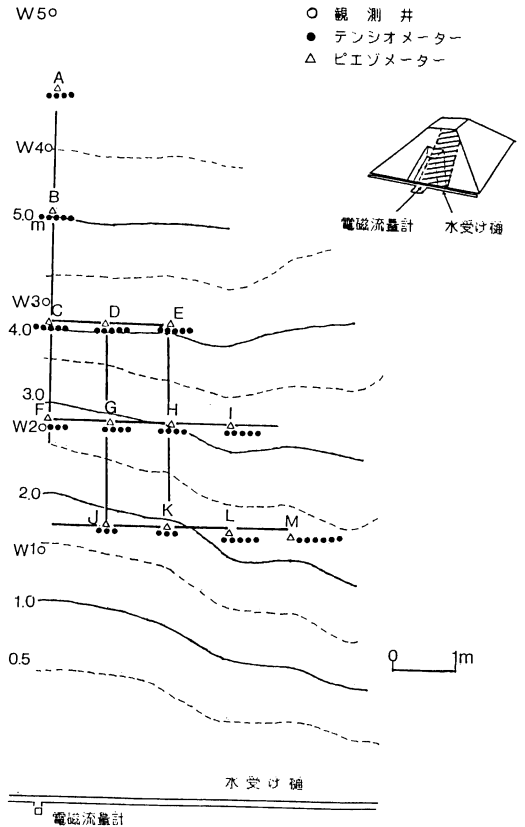 W5
観測井
テンシオメーター
ピエゾメーター
A
W4
B
5.0
m
電磁流量計
水受け樋
W3
C
D
E
4.0
3.0
F
G
H
I
W2
2.0
J
K
L
M
W1
1.0
0 1m
0.5
水受け樋
電磁流量計